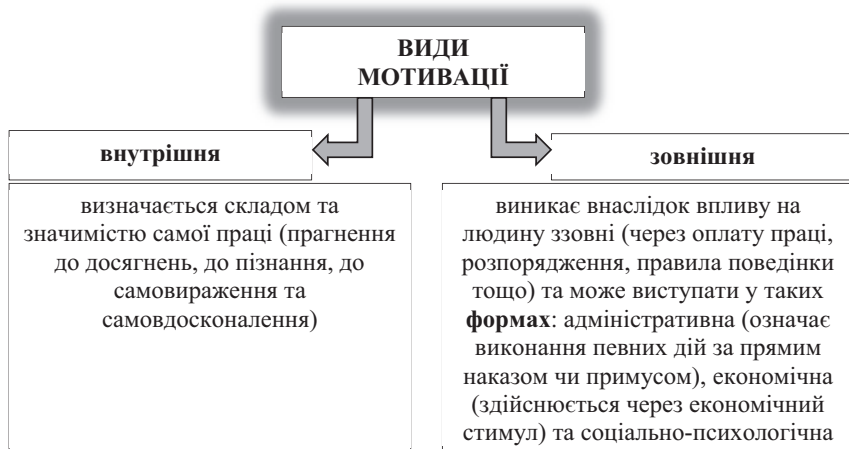 ВИДИ
МОТИВАЦІЇ
внутрішня
зовнішня
визначається складом та
значимістю самої праці (прагнення
до досягнень, до пізнання, до
самовираження та
самовдосконалення)
виникає внаслідок впливу на
людину ззовні (через оплату праці,
розпорядження, правила поведінки
тощо) та може виступати у таких
формах: адміністративна (означає
виконання певних дій за прямим
наказом чи примусом), економічна
(здійснюється через економічний
стимул) та соціально-психологічна